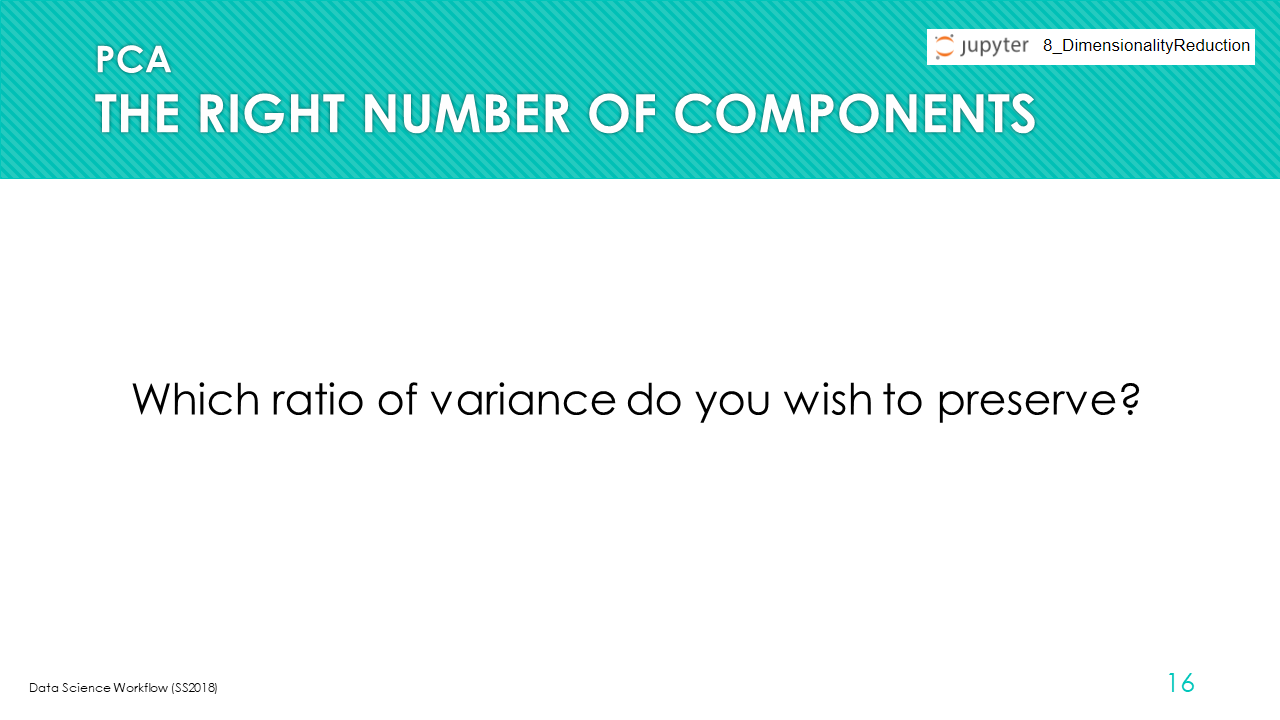 PCA
THE RIGHT NUMBER OF COMPONENTS
jupyter 8_DimensionalityReduction
Which ratio of variance do you wish to preserve?
Data Science Workflow (SS2018)
16